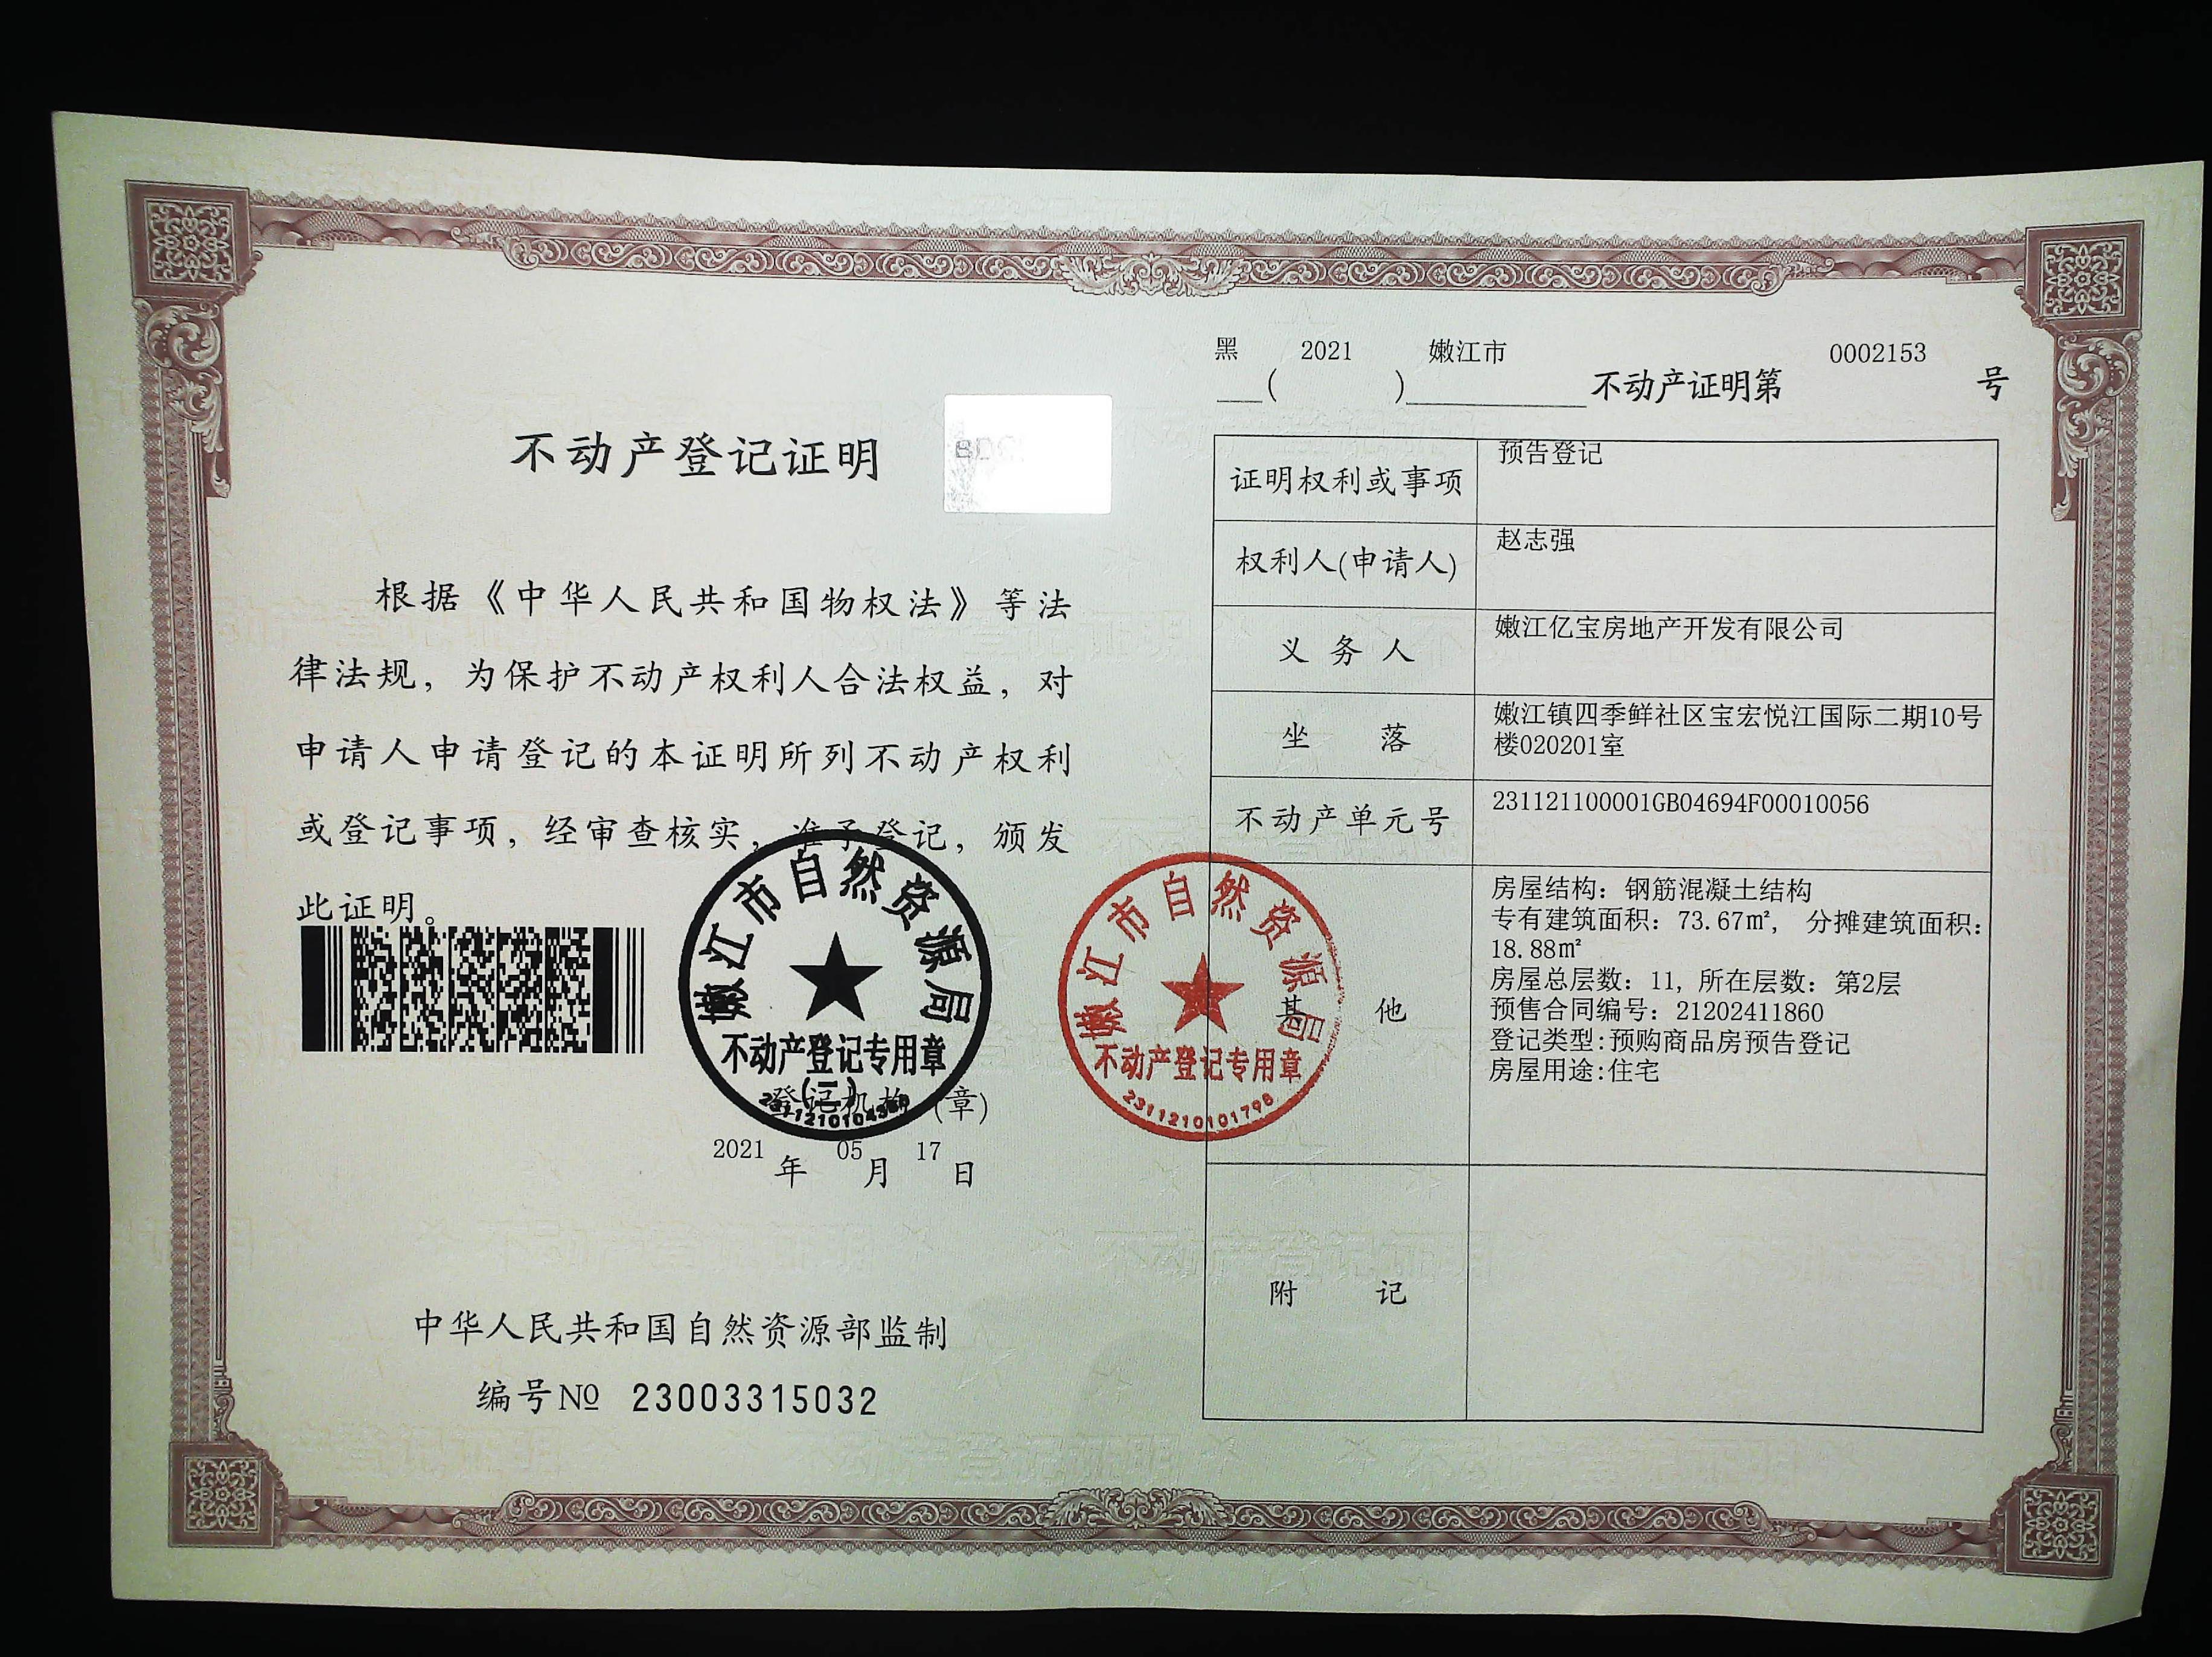 不动产登记证明
根据《中华人民共和国物权法》等法
律法规，为保护不动产权利人合法权益，对
申请人申请登记的本证明所列不动产权利
或登记事项，经审查核实，准予登记，颁发
此证明。
嫩江市自然资源局
不动产登记专用章
(二)
登记机构 (章)
2021 年 05 月 17 日
中华人民共和国自然资源部监制
编号№ 23003315032
黑 ( 2021 ) 嫩江市 不动产证明第 0002153 号
证明权利或事项 预告登记
权利人(申请人) 赵志强
义务人 嫩江亿宝房地产开发有限公司
坐落 嫩江镇四季鲜社区宝宏悦江国际二期10号
楼020201室
不动产单元号 231121100001GB04694F00010056
其他
房屋结构：钢筋混凝土结构
专有建筑面积：73.67㎡， 分摊建筑面积：
18.88㎡
房屋总层数：11，所在层数：第2层
预售合同编号：21202411860
登记类型:预购商品房预告登记
房屋用途:住宅
嫩江市自然资源局
不动产登记专用章
2311210101798
附记